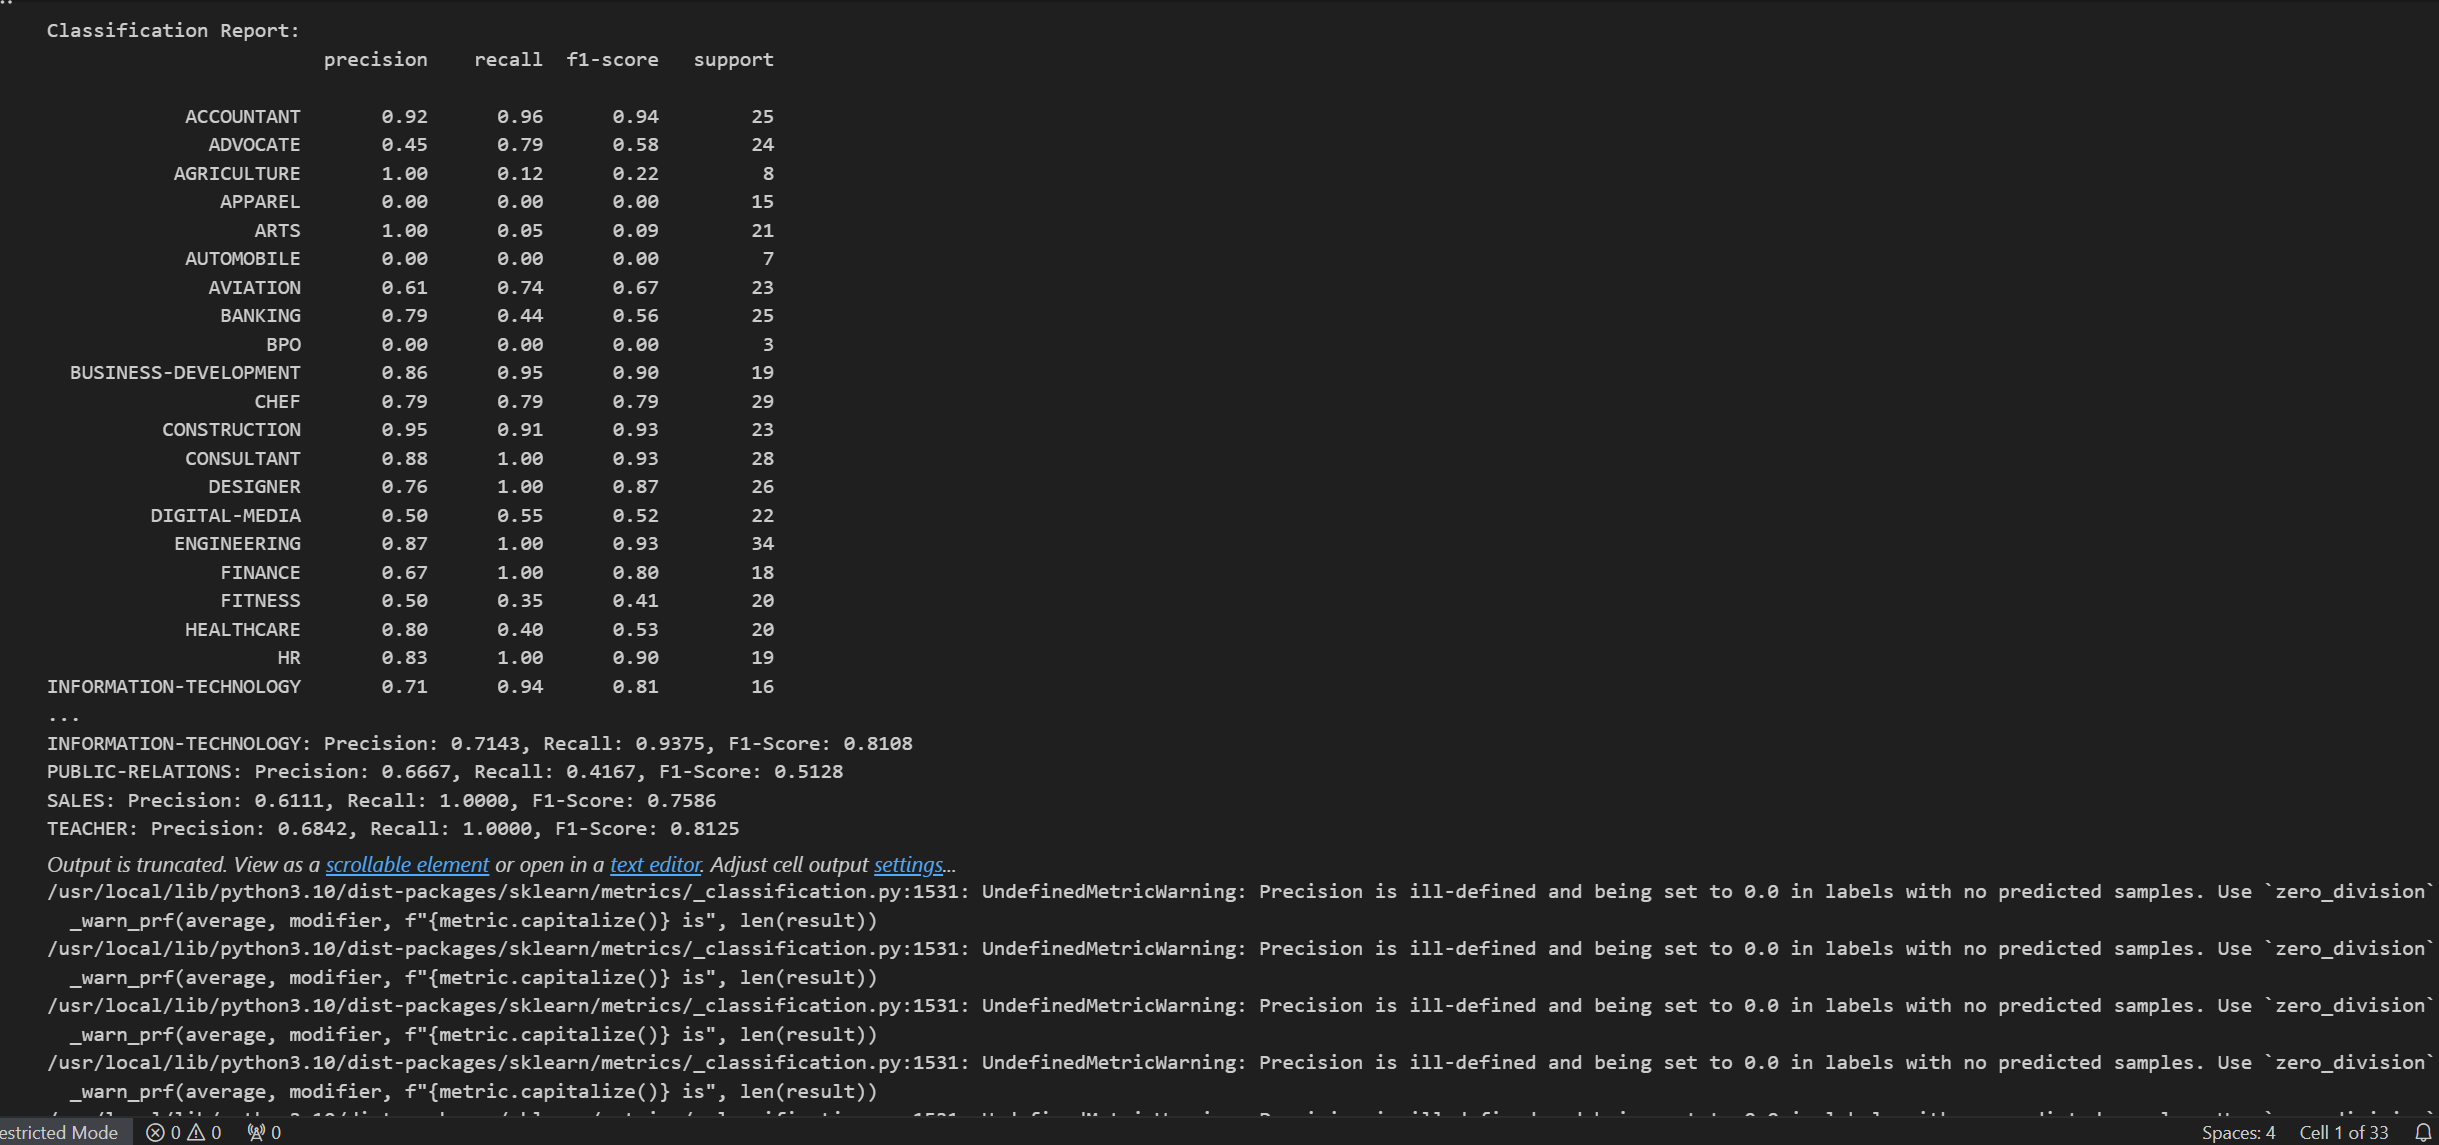 Classification Report:
precision recall f1-score support
ACCOUNTANT 0.92 0.96 0.94 25
ADVOCATE 0.45 0.79 0.58 24
AGRICULTURE 1.00 0.12 0.22 8
APPAREL 0.00 0.00 0.00 15
ARTS 1.00 0.05 0.09 21
AUTOMOBILE 0.00 0.00 0.00 7
AVIATION 0.61 0.74 0.67 23
BANKING 0.79 0.44 0.56 25
BPO 0.00 0.00 0.00 3
BUSINESS-DEVELOPMENT 0.86 0.95 0.90 19
CHEF 0.79 0.79 0.79 29
CONSTRUCTION 0.95 0.91 0.93 23
CONSULTANT 0.88 1.00 0.93 28
DESIGNER 0.76 1.00 0.87 26
DIGITAL-MEDIA 0.50 0.55 0.52 22
ENGINEERING 0.87 1.00 0.93 34
FINANCE 0.67 1.00 0.80 18
FITNESS 0.50 0.35 0.41 20
HEALTHCARE 0.80 0.40 0.53 20
HR 0.83 1.00 0.90 19
INFORMATION-TECHNOLOGY 0.71 0.94 0.81 16
...
INFORMATION-TECHNOLOGY: Precision: 0.7143, Recall: 0.9375, F1-Score: 0.8108
PUBLIC-RELATIONS: Precision: 0.6667, Recall: 0.4167, F1-Score: 0.5128
SALES: Precision: 0.6111, Recall: 1.0000, F1-Score: 0.7586
TEACHER: Precision: 0.6842, Recall: 1.0000, F1-Score: 0.8125
Output is truncated. View as a scrollable element or open in a text editor. Adjust cell output settings...
/usr/local/lib/python3.10/dist-packages/sklearn/metrics/_classification.py:1531: UndefinedMetricWarning: Precision is ill-defined and being set to 0.0 in labels with no predicted samples. Use `zero_division`
_warn_prf(average, modifier, f"{metric.capitalize()} is", len(result))
/usr/local/lib/python3.10/dist-packages/sklearn/metrics/_classification.py:1531: UndefinedMetricWarning: Precision is ill-defined and being set to 0.0 in labels with no predicted samples. Use `zero_division`
_warn_prf(average, modifier, f"{metric.capitalize()} is", len(result))
/usr/local/lib/python3.10/dist-packages/sklearn/metrics/_classification.py:1531: UndefinedMetricWarning: Precision is ill-defined and being set to 0.0 in labels with no predicted samples. Use `zero_division`
_warn_prf(average, modifier, f"{metric.capitalize()} is", len(result))
/usr/local/lib/python3.10/dist-packages/sklearn/metrics/_classification.py:1531: UndefinedMetricWarning: Precision is ill-defined and being set to 0.0 in labels with no predicted samples. Use `zero_division`
_warn_prf(average, modifier, f"{metric.capitalize()} is", len(result))
estricted Mode 0 0 0 Spaces: 4 Cell 1 of 33